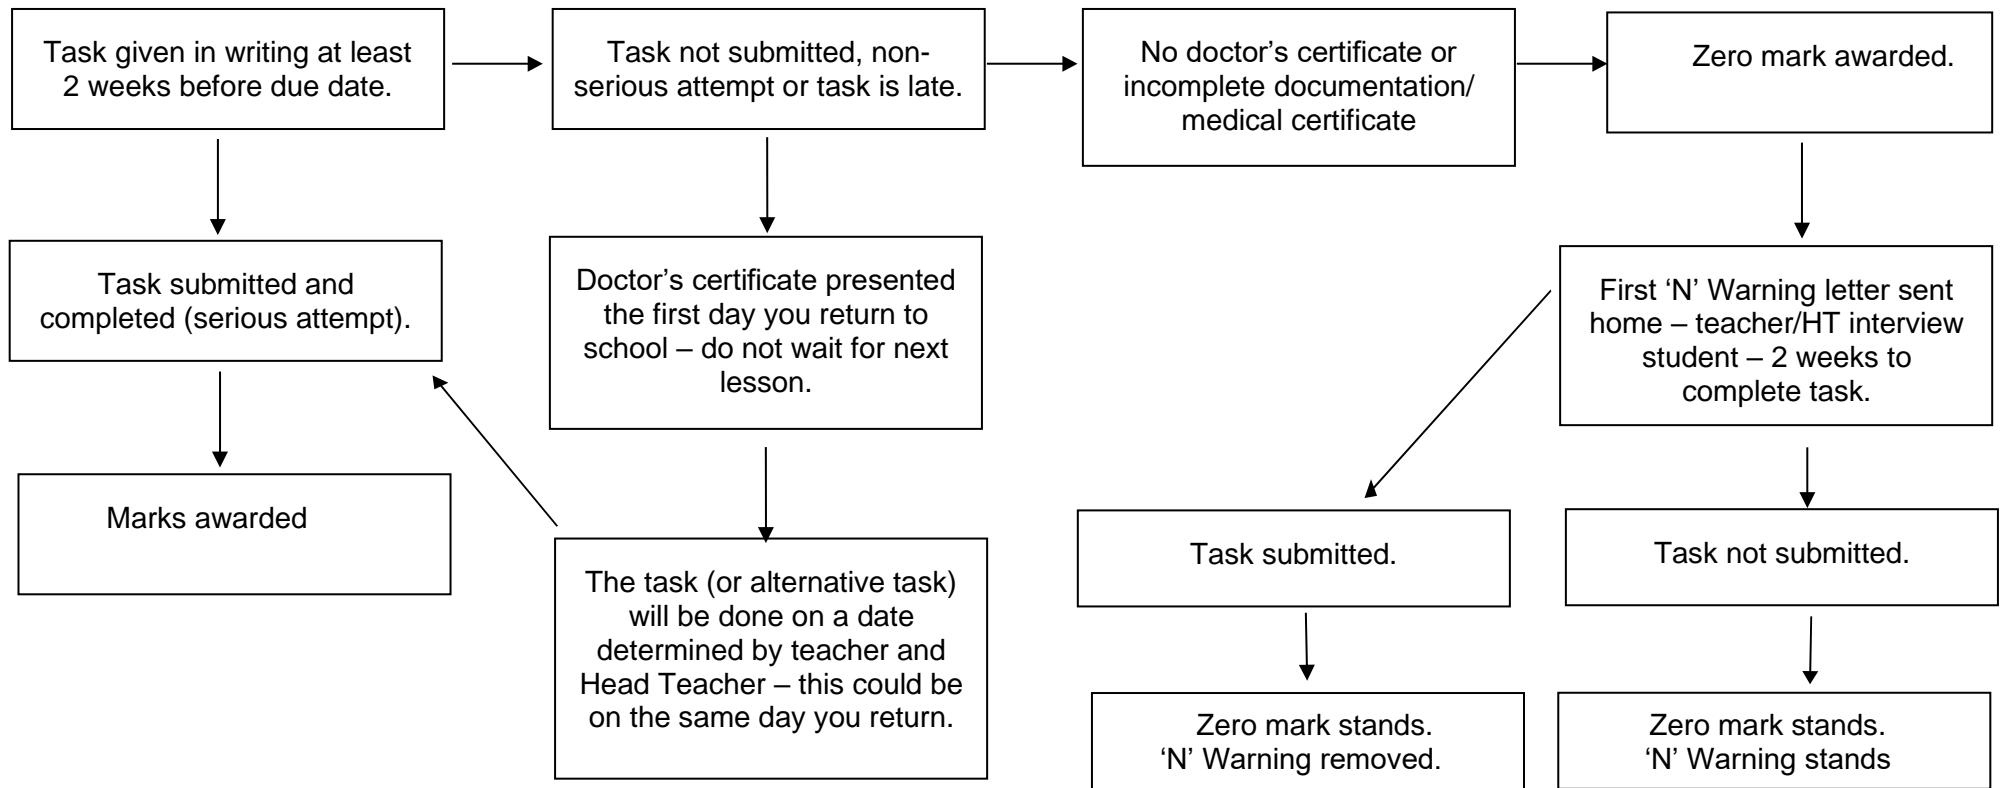 Task given in writing at least
2 weeks before due date.
Task not submitted, non-
serious attempt or task is late.
No doctor’s certificate or
incomplete documentation/
medical certificate
Zero mark awarded.
Task submitted and
completed (serious attempt).
Doctor’s certificate presented
the first day you return to
school – do not wait for next
lesson.
First ‘N’ Warning letter sent
home – teacher/HT interview
student – 2 weeks to
complete task.
Marks awarded
The task (or alternative task)
will be done on a date
determined by teacher and
Head Teacher – this could be
on the same day you return.
Task submitted.
Task not submitted.
Zero mark stands.
‘N’ Warning removed.
Zero mark stands.
‘N’ Warning stands